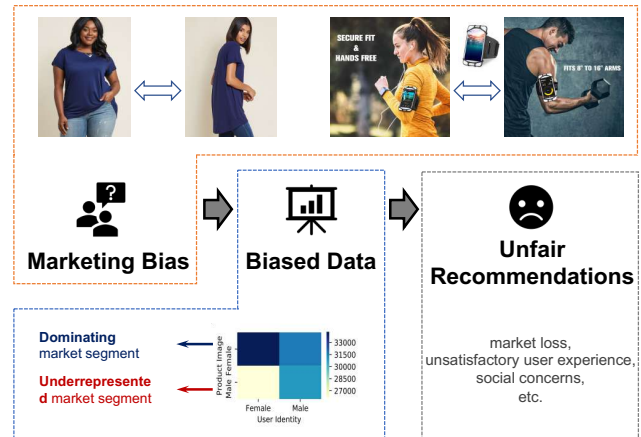 SECURE FIT
&
HANDS FREE
FITS 8" TO 16" ARMS
?
Marketing Bias
Biased Data
Unfair
Recommendations
Dominating
market segment
Underrepresente
d market segment
Product Image
Male Female
33000
31500
30000
28500
27000
Female Male
User Identity
market loss,
unsatisfactory user experience,
social concerns,
etc.